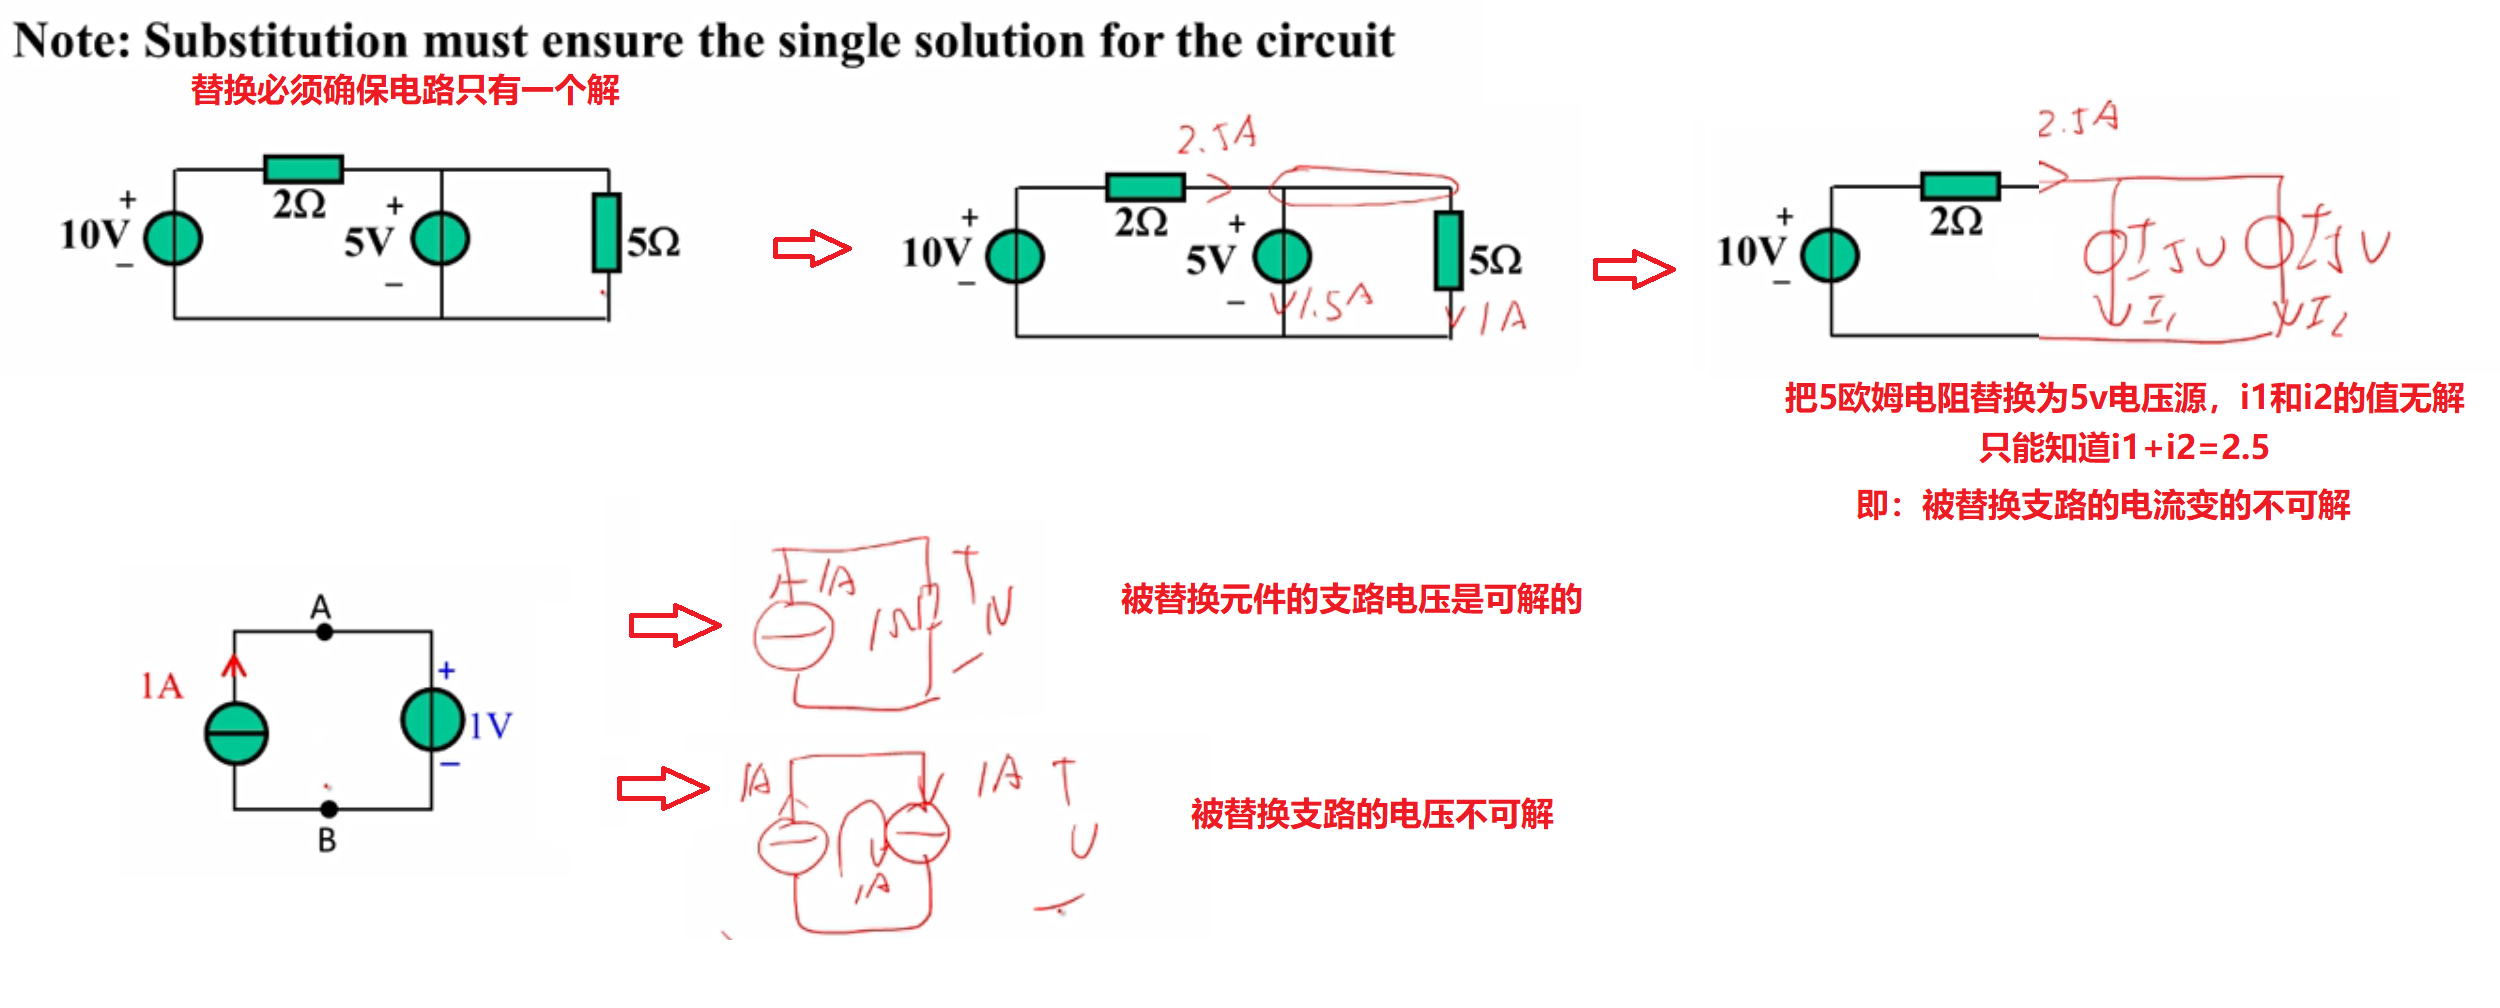 Note: Substitution must ensure the single solution for the circuit
替换必须确保电路只有一个解
2Ω
+
10V
−
+
5V
−
5Ω
2.5A
2Ω
+
10V
−
+
5V
−
1.5A
5Ω
1A
2.5A
2Ω
+
10V
−
+
5V
−
I1
+
5V
−
I2
把5欧姆电阻替换为5v电压源，i1和i2的值无解
只能知道i1+i2=2.5
即：被替换支路的电流变的不可解
A
1A
+
1V
−
B
1A
1Ω
+
−
被替换元件的支路电压是可解的
1A
1A
1A
+
U
−
被替换支路的电压不可解